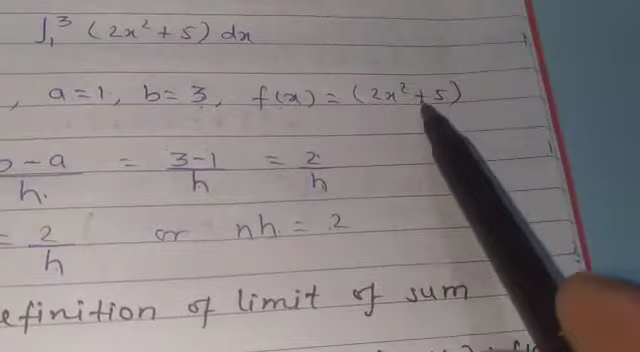 ∫₁³ (2x² + 5) dx
, a = 1, b = 3, f(x) = (2x² + 5)
b - a / h. = 3 - 1 / h = 2 / h
= 2 / h or nh = 2
efinition of limit of sum